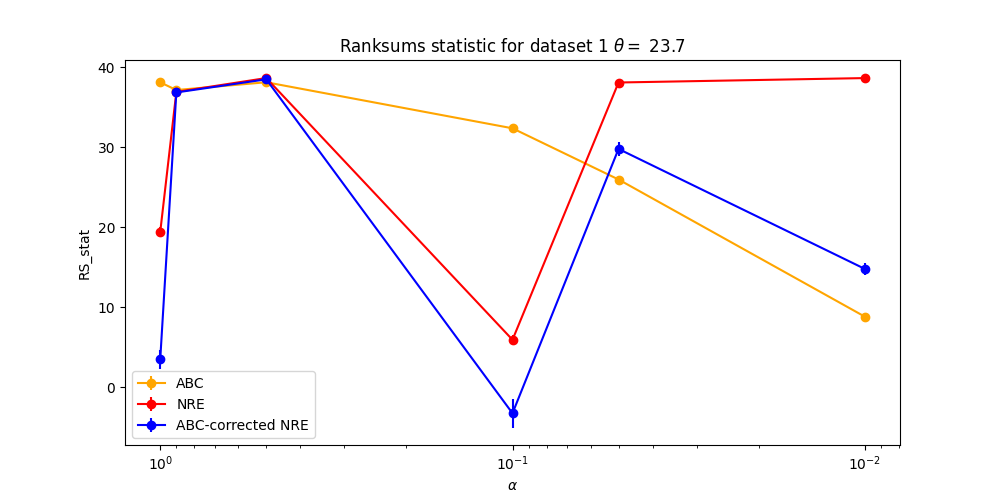 Ranksums statistic for dataset 1 θ = 23.7
RS_stat
40
30
20
10
0
ABC
NRE
ABC-corrected NRE
10⁰
10⁻¹
10⁻²
α